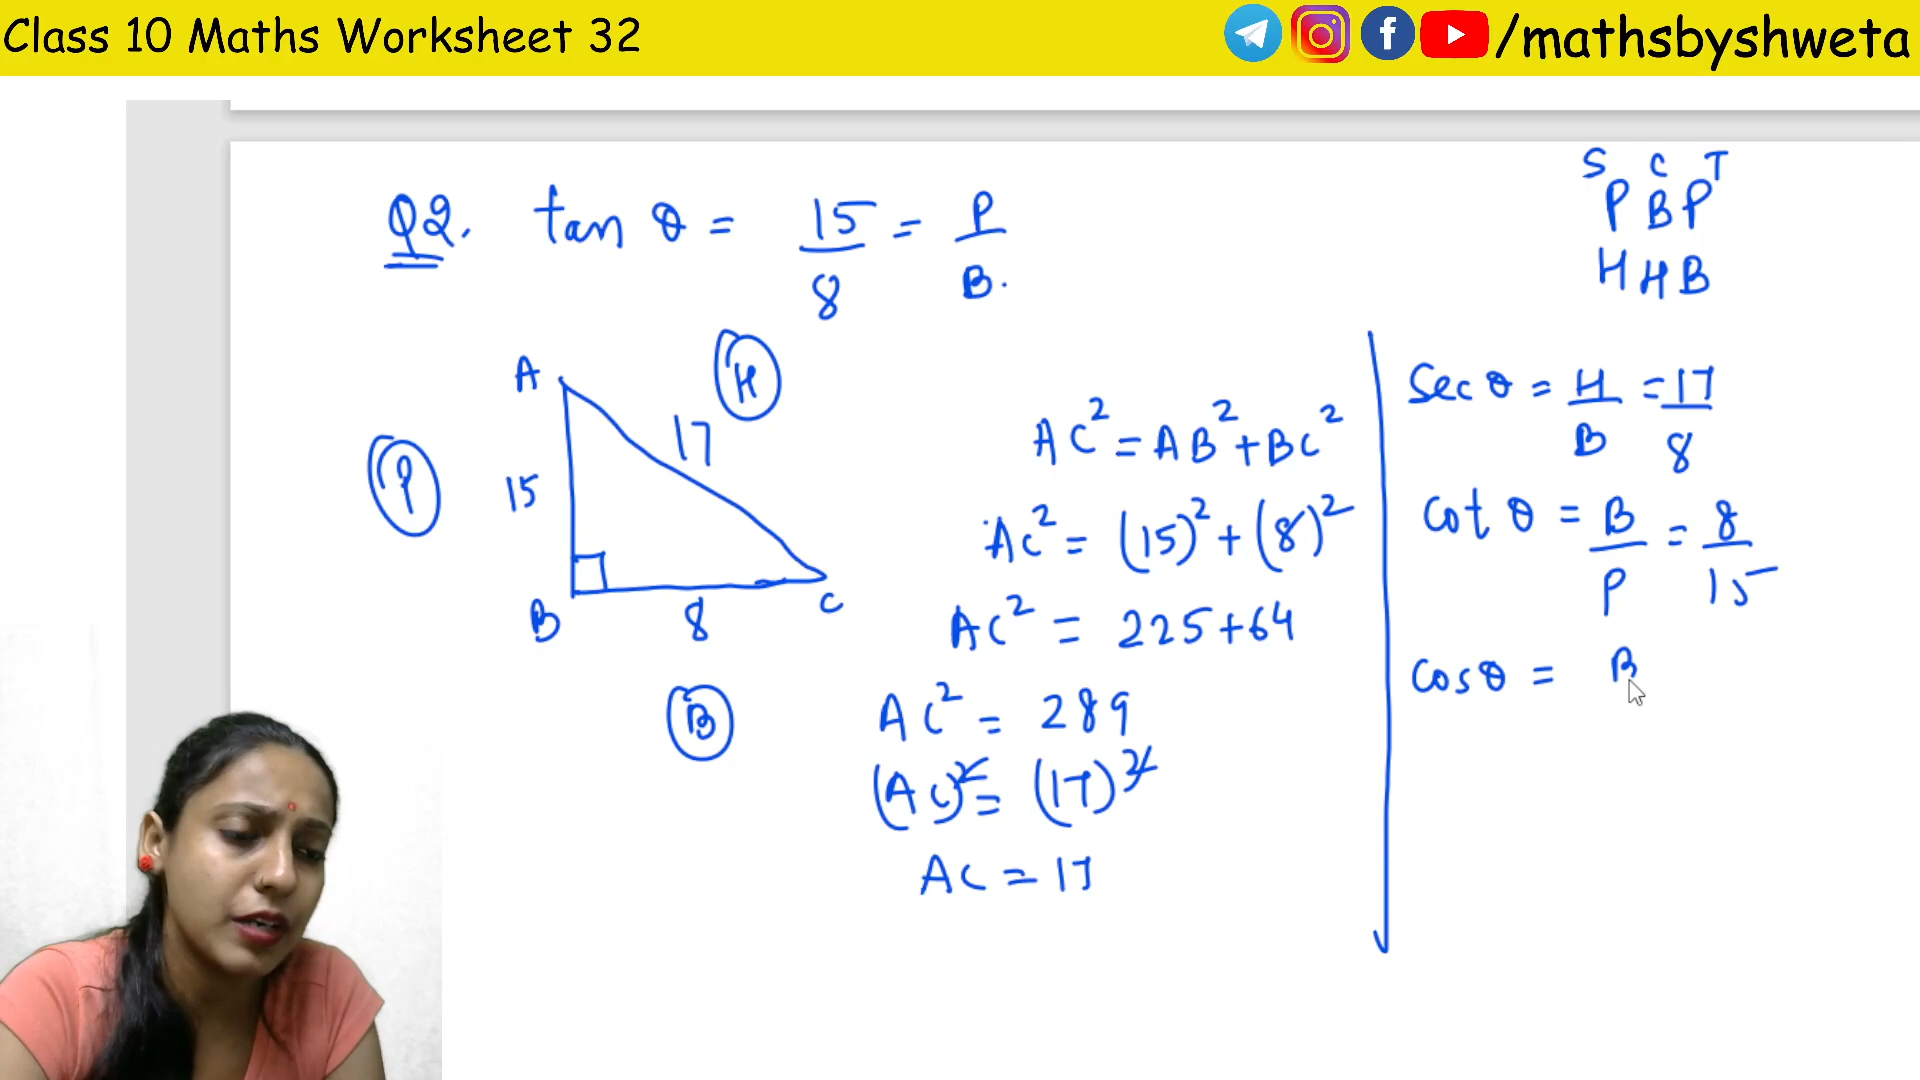 Class 10 Maths Worksheet 32
/mathsbyshweta
S C T
P B P
H H B
Q2. tan θ = 15/8 = P/B.
A
H
17
P
15
B
8
C
B
AC² = AB² + BC²
AC² = (15)² + (8)²
AC² = 225 + 64
AC² = 289
(AC)² = (17)²
AC = 17
Sec θ = H/B = 17/8
Cot θ = B/P = 8/15
Cosθ = B